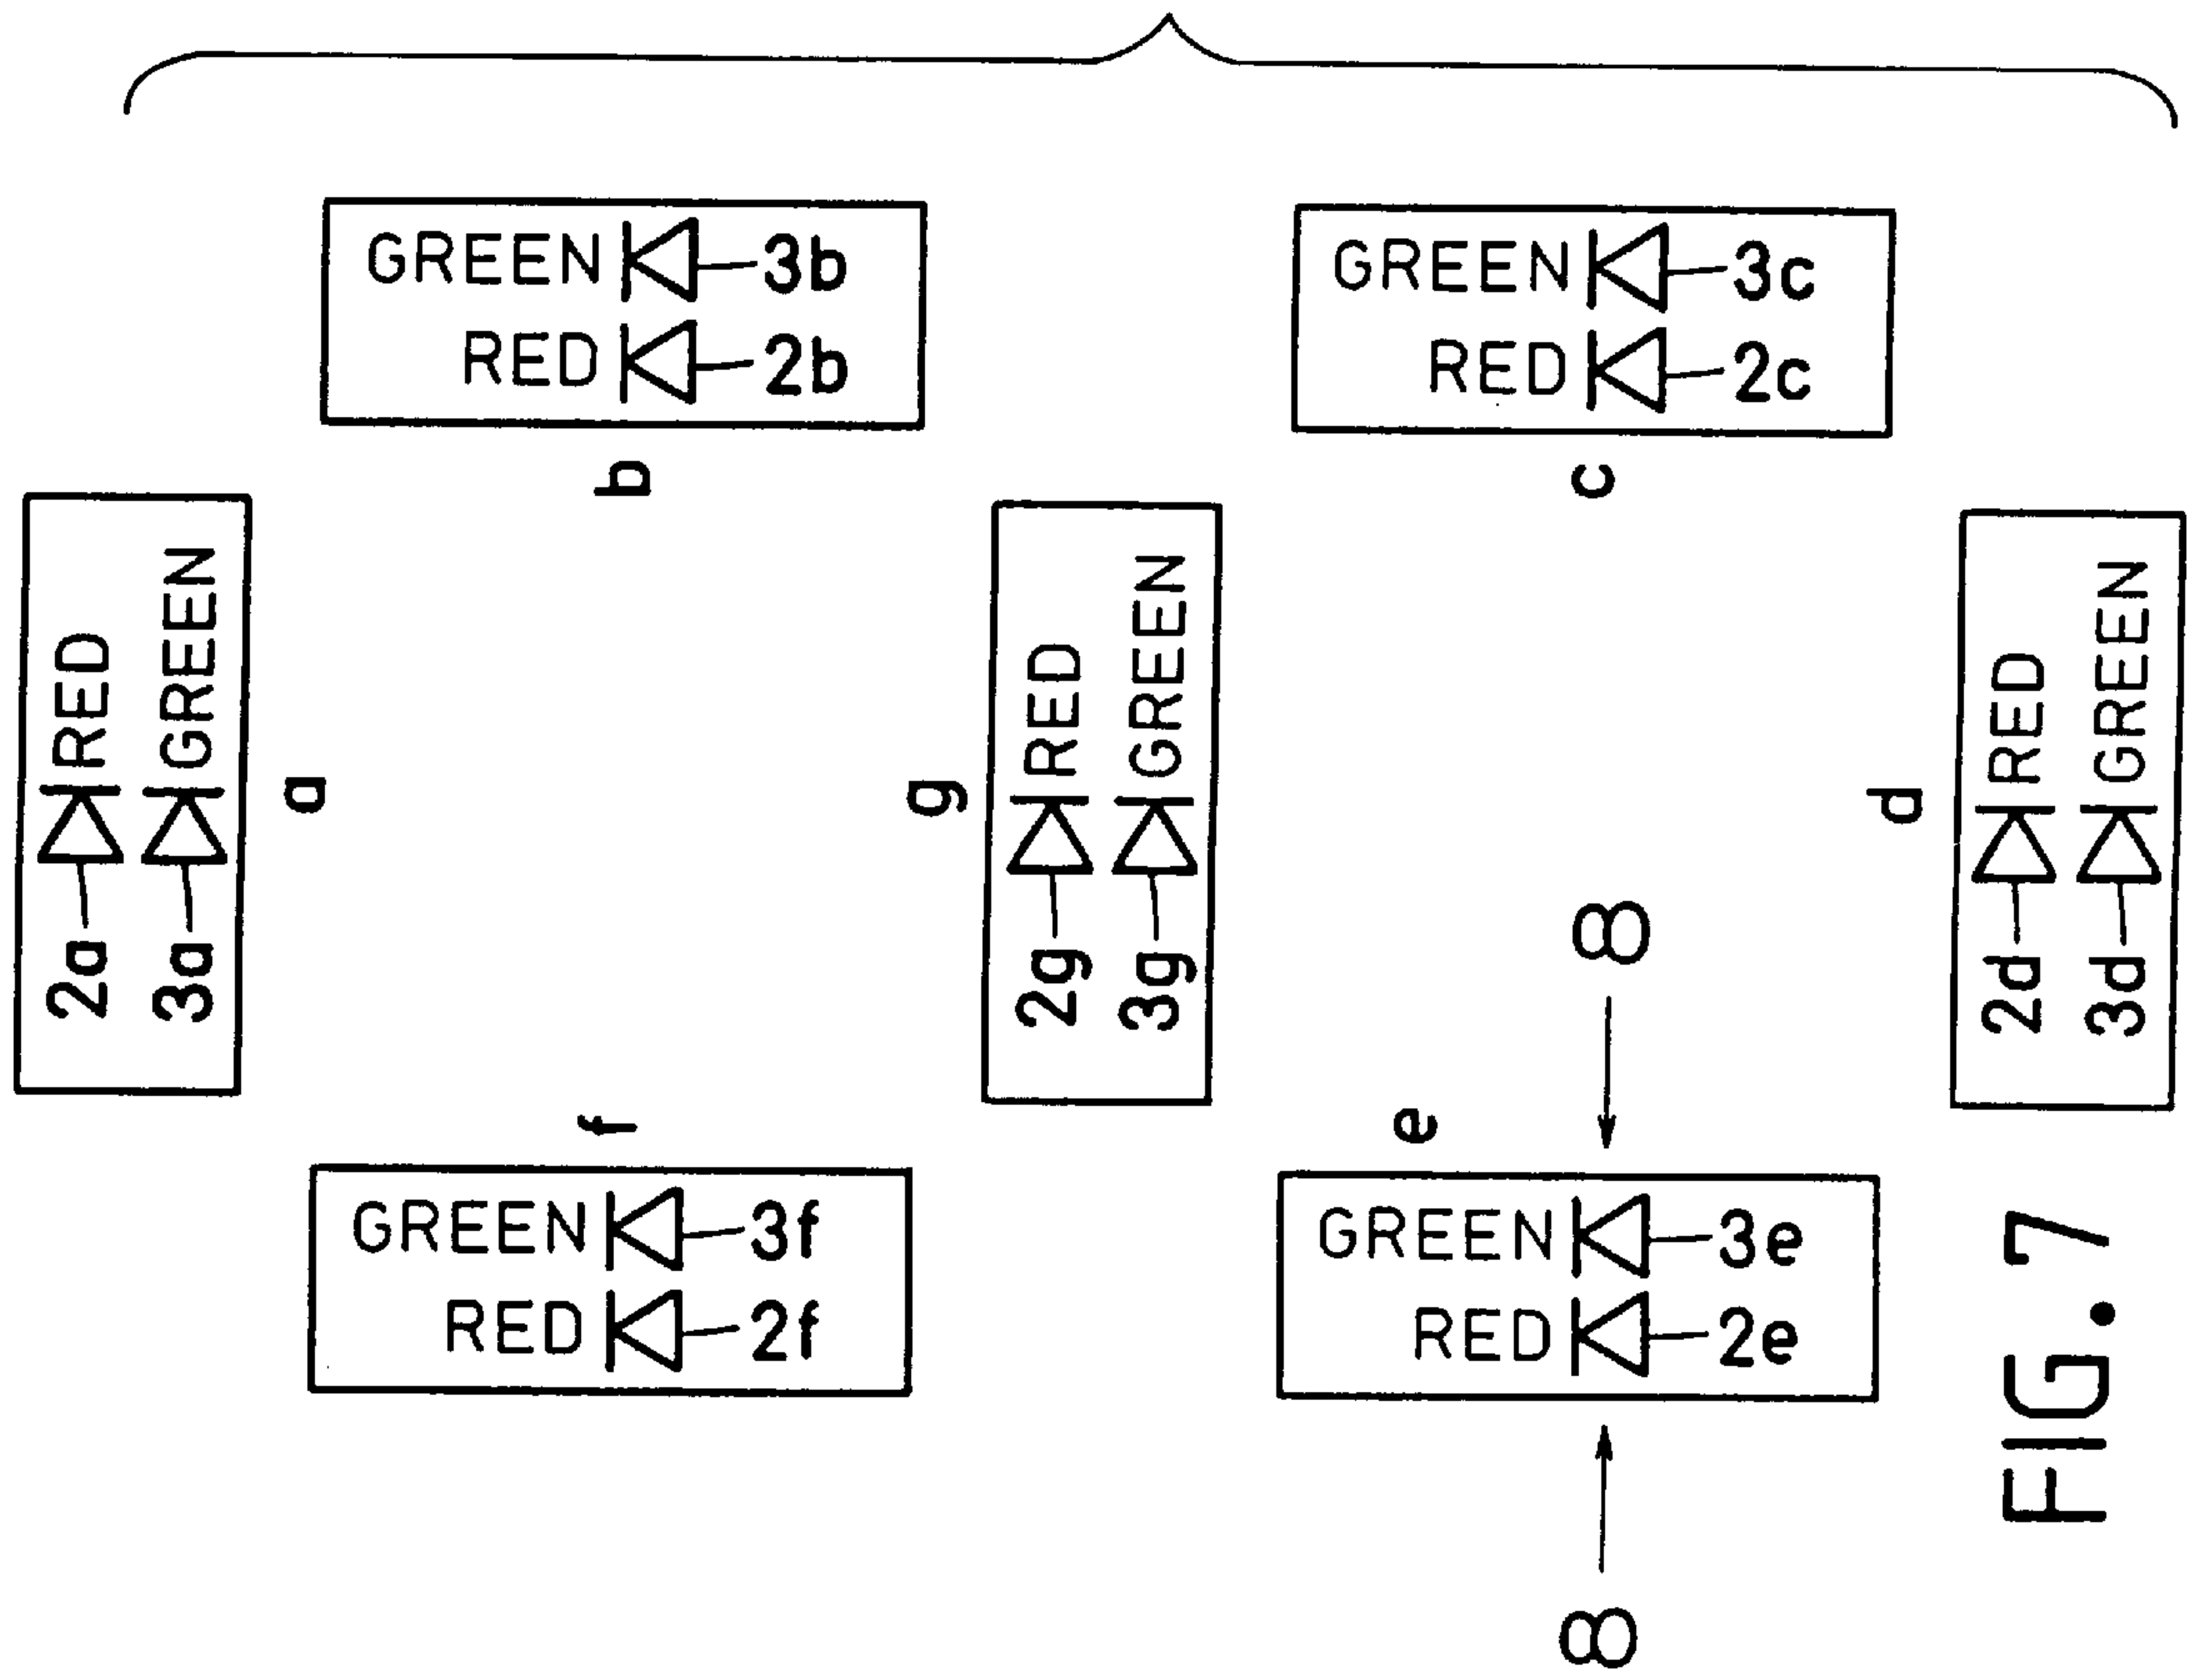 2a RED
3a GREEN
a
GREEN 3b
RED 2b
b
f
GREEN 3f
RED 2f
g
2g RED
3g GREEN
GREEN 3c
RED 2c
c
e
GREEN 3e
RED 2e
8
8
d
2d RED
3d GREEN
FIG. 7